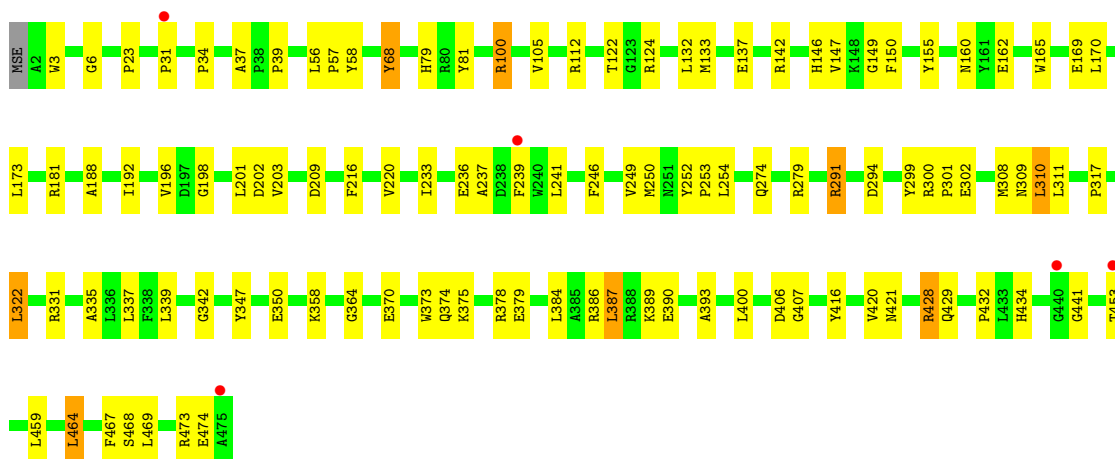 MSE A2 W3 G6 P23 P31 P34 A37 P38 P39 L56 P57 Y58 Y68 H79 R80 Y81 R100 V105 R112 T122 G123 R124 L132 M133 E137 R142 H146 V147 K148 G149 F150 Y155 N160 Y161 E162 W165 E169 L170
L173 R181 A188 I192 V196 D197 G198 L201 D202 V203 D209 F216 V220 I233 E236 A237 D238 F239 W240 L241 F246 V249 M250 N251 Y252 P253 L254 Q274 R279 R291 D294 Y299 R300 P301 E302 M308 N309 L310 L311 P317
L322 R331 A335 L336 L337 F338 L339 G342 Y347 E350 K358 G364 E370 W373 Q374 K375 R378 E379 L384 A385 R386 L387 R388 K389 E390 A393 L400 D406 G407 Y416 V420 N421 R428 Q429 P432 L433 H434 G440 G441 T453
L459 L464 F467 S468 L469 R473 E474 A475